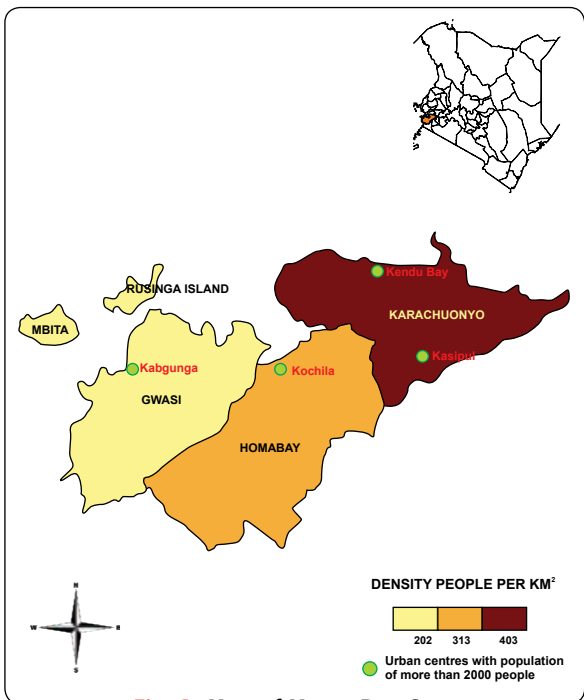 Kendu Bay
RUSINGA ISLAND
KARACHUONYO
MBITA
Kasipul
Kabgunga
Kochila
GWASI
HOMABAY
N
W
E
S
DENSITY PEOPLE PER KM²
202 313 403
Urban centres with population
of more than 2000 people